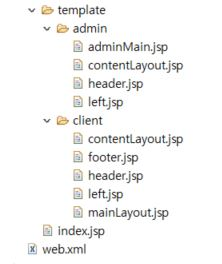 template
admin
adminMain.jsp
contentLayout.jsp
header.jsp
left.jsp
client
contentLayout.jsp
footer.jsp
header.jsp
left.jsp
mainLayout.jsp
index.jsp
web.xml